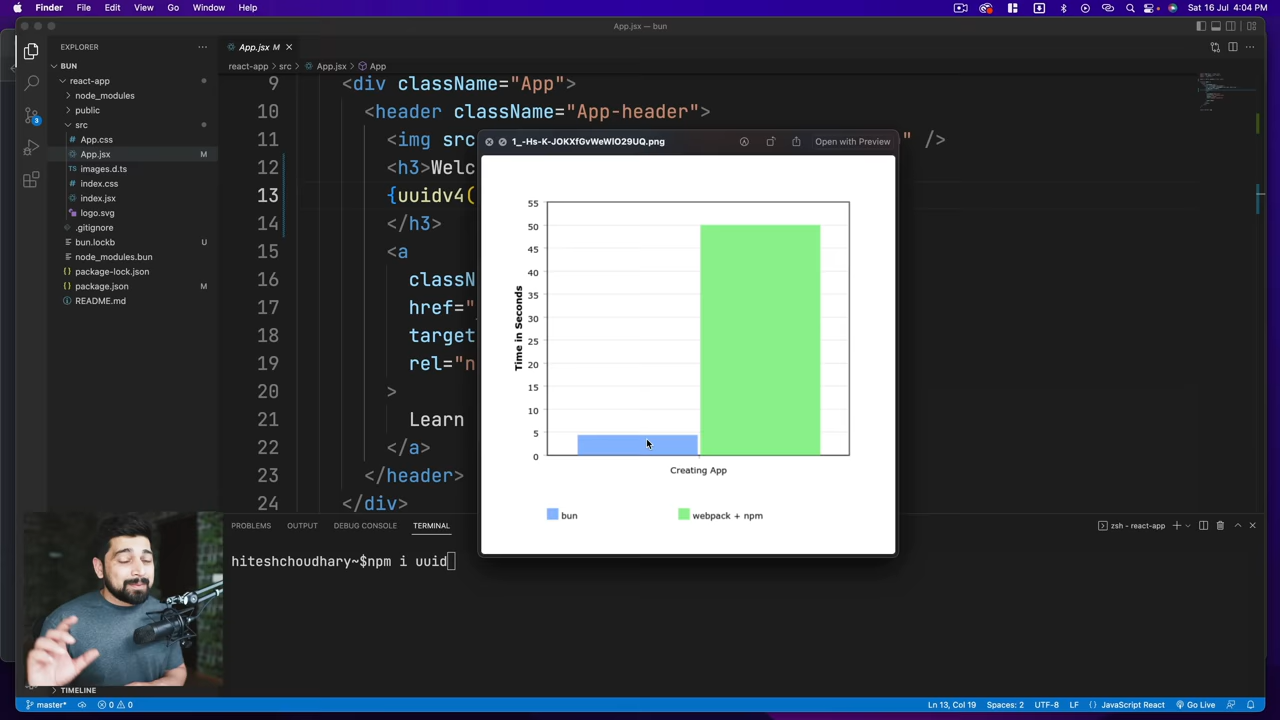 Finder File Edit View Go Window Help
Sat 16 Jul 4:04 PM
App.jsx — bun
EXPLORER
BUN
react-app
node_modules
public
src
App.css
App.jsx M
images.d.ts
index.css
index.jsx
logo.svg
.gitignore
bun.lockb U
node_modules.bun
package-lock.json
package.json M
README.md
TIMELINE
App.jsx M
react-app > src > App.jsx > App
9 <div className="App">
10 <header className="App-header">
11 <img src " />
12 <h3>Welc
13 {uuidv4(
14 </h3>
15 <a
16 classN
17 href="
18 target
19 rel="n
20 >
21 Learn
22 </a>
23 </header>
24 </div>
1_-Hs-K-JOKXfGvWeWlO29UQ.png
Open with Preview
55
50
45
40
35
30
25
20
15
10
5
0
Time in Seconds
Creating App
bun
webpack + npm
PROBLEMS OUTPUT DEBUG CONSOLE TERMINAL
zsh - react-app
hiteshchoudhary~$npm i uuid
master* 0 0
Ln 13, Col 19 Spaces: 2 UTF-8 LF JavaScript React Go Live